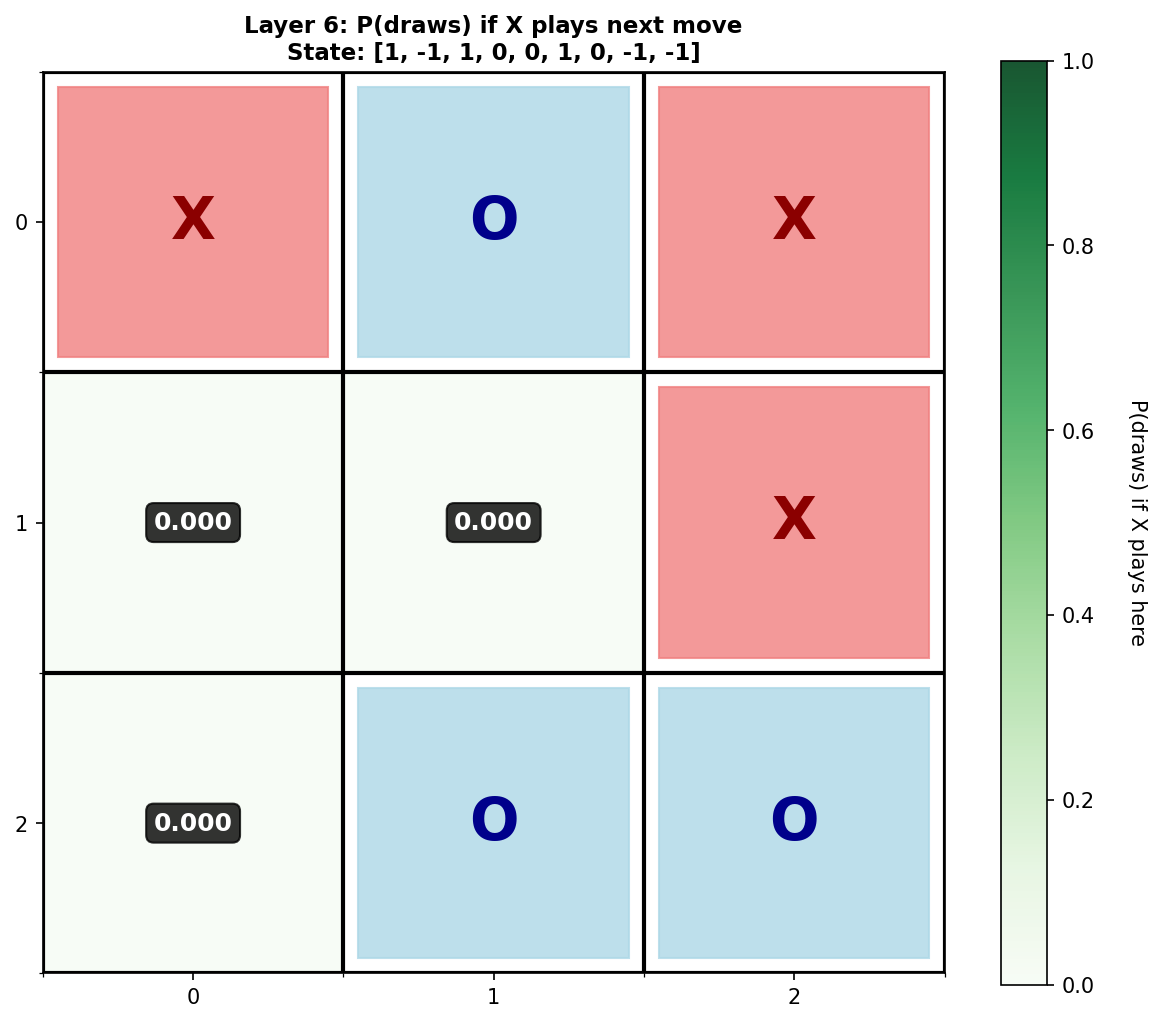 Layer 6: P(draws) if X plays next move
State: [1, -1, 1, 0, 0, 1, 0, -1, -1]
X
O
X
0
0.000
0.000
X
1
0.000
O
O
2
0
1
2
1.0
0.8
0.6
0.4
0.2
0.0
P(draws) if X plays here